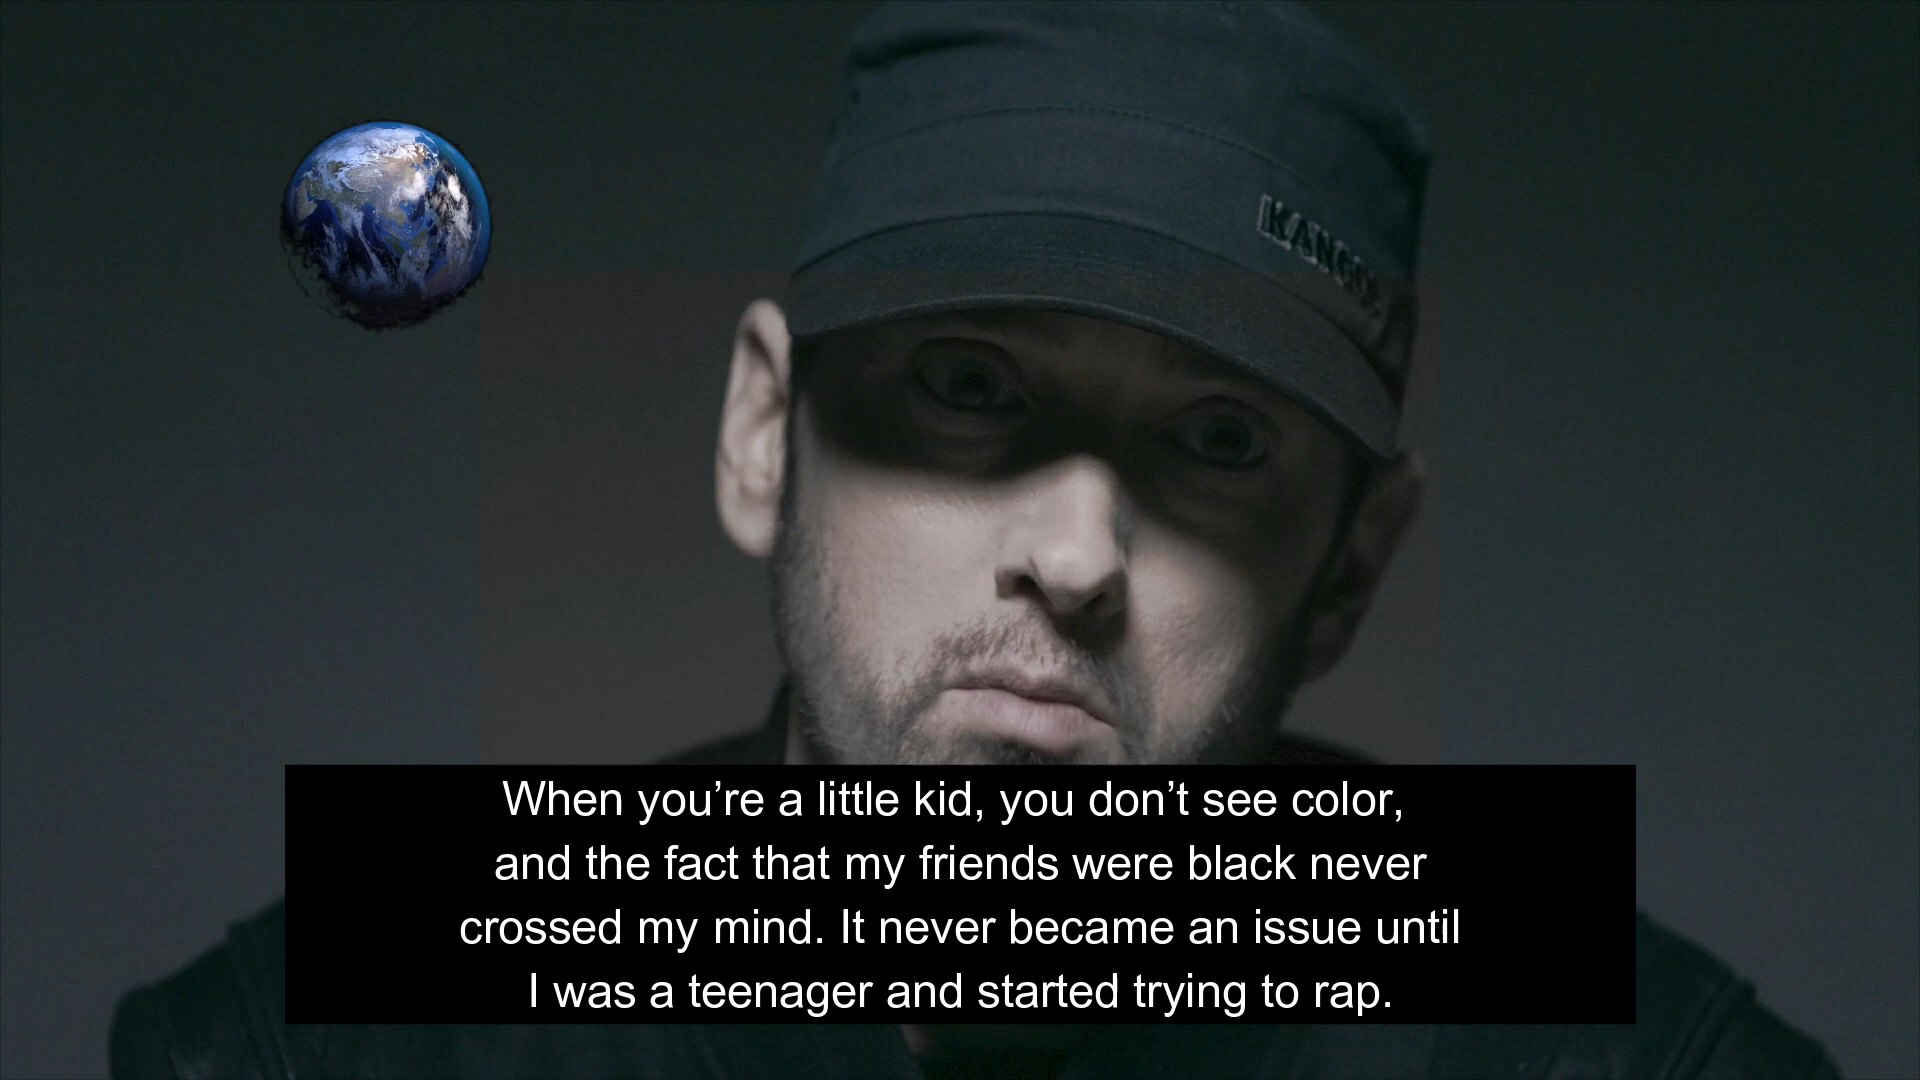 KANGOL
When you’re a little kid, you don’t see color,
and the fact that my friends were black never
crossed my mind. It never became an issue until
I was a teenager and started trying to rap.